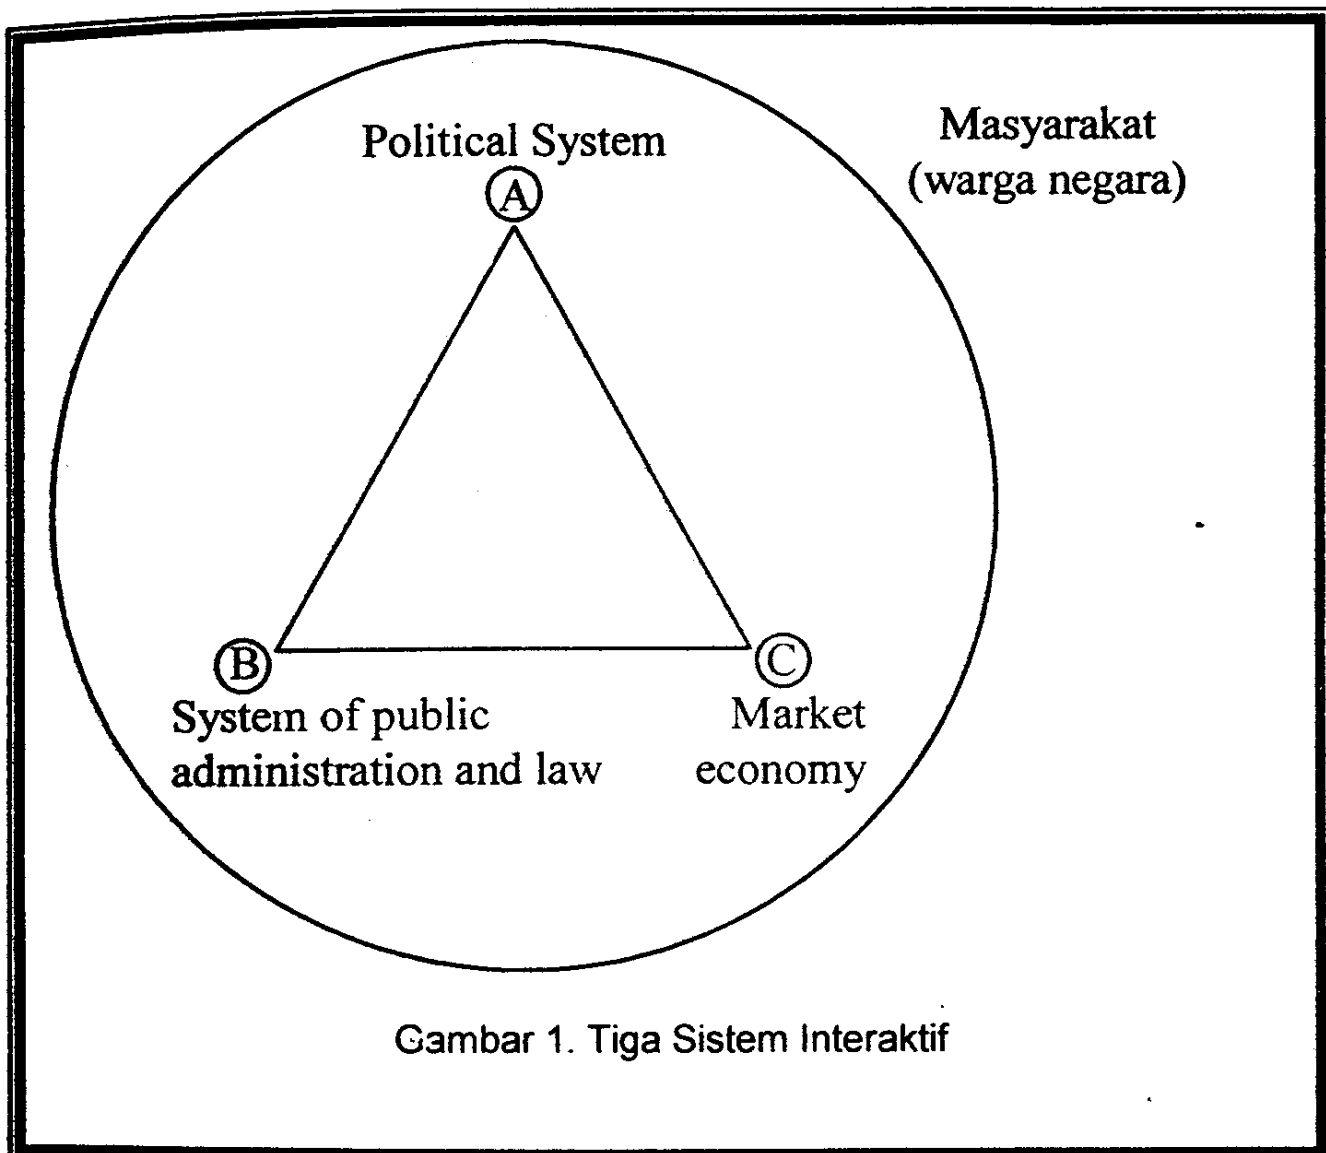 Political System
A
Masyarakat
(warga negara)
B
System of public
administration and law
C
Market
economy
Gambar 1. Tiga Sistem Interaktif